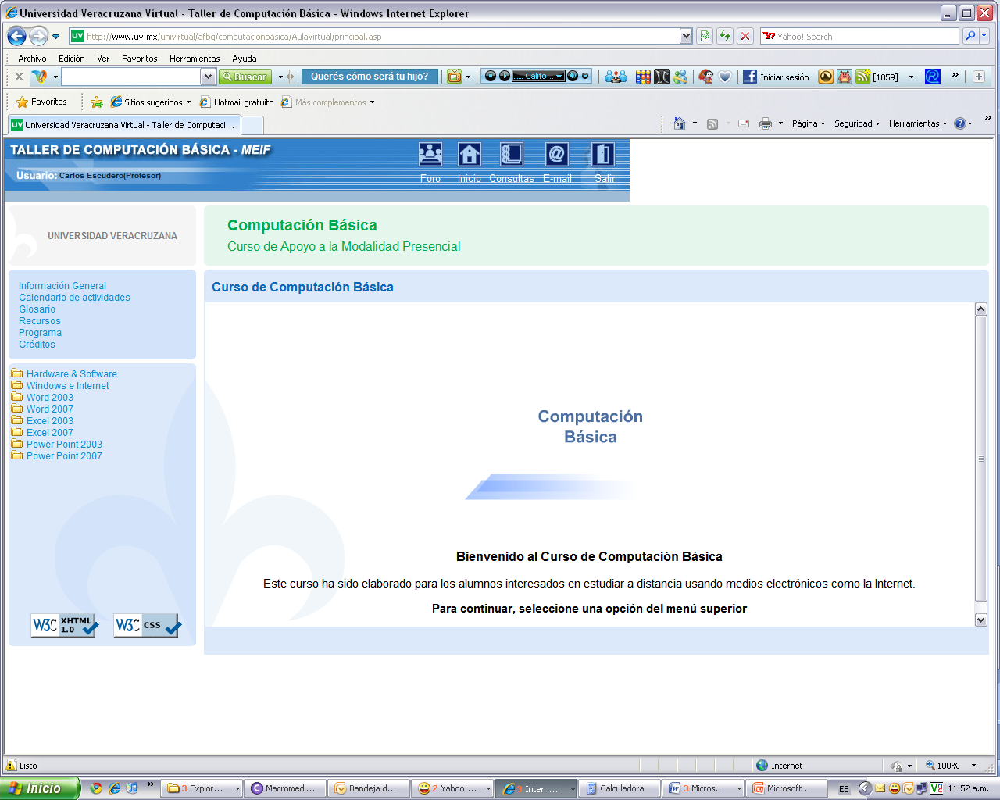 Universidad Veracruzana Virtual - Taller de Computación Básica - Windows Internet Explorer
http://www.uv.mx/univirtual/afbg/computacionbasica/AulaVirtual/principal.asp
Yahoo! Search
Archivo Edición Ver Favoritos Herramientas Ayuda
Buscar Querés cómo será tu hijo? ..... Califo... Iniciar sesión [1059] »
Favoritos Sitios sugeridos Hotmail gratuito Más complementos
UV Universidad Veracruzana Virtual - Taller de Computaci... Página Seguridad Herramientas »
TALLER DE COMPUTACIÓN BÁSICA - MEIF
Usuario: Carlos Escudero(Profesor)
Foro Inicio Consultas E-mail Salir
UNIVERSIDAD VERACRUZANA
Computación Básica
Curso de Apoyo a la Modalidad Presencial
Información General
Calendario de actividades
Glosario
Recursos
Programa
Créditos
Hardware & Software
Windows e Internet
Word 2003
Word 2007
Excel 2003
Excel 2007
Power Point 2003
Power Point 2007
W3C XHTML 1.0
W3C CSS
Curso de Computación Básica
Computación
Básica
Bienvenido al Curso de Computación Básica
Este curso ha sido elaborado para los alumnos interesados en estudiar a distancia usando medios electrónicos como la Internet.
Para continuar, seleccione una opción del menú superior
Listo Internet 100%
Inicio » 3 Explor... Macromedi... Bandeja d... 2 Yahoo!... 3 Intern... Calculadora 3 Micros... Microsoft ... ES 11:52 a.m.